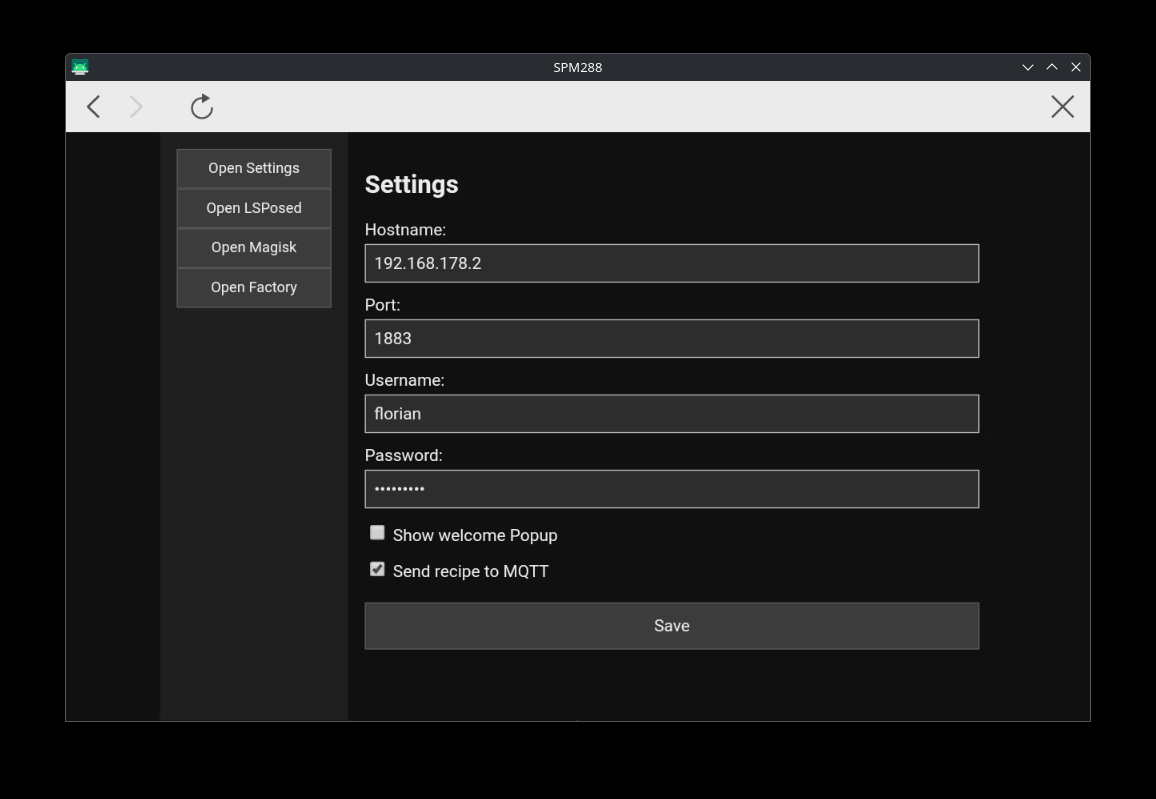 SPM288
Open Settings
Open LSPosed
Open Magisk
Open Factory
Settings
Hostname:
192.168.178.2
Port:
1883
Username:
florian
Password:
•••••••••
Show welcome Popup
Send recipe to MQTT
Save